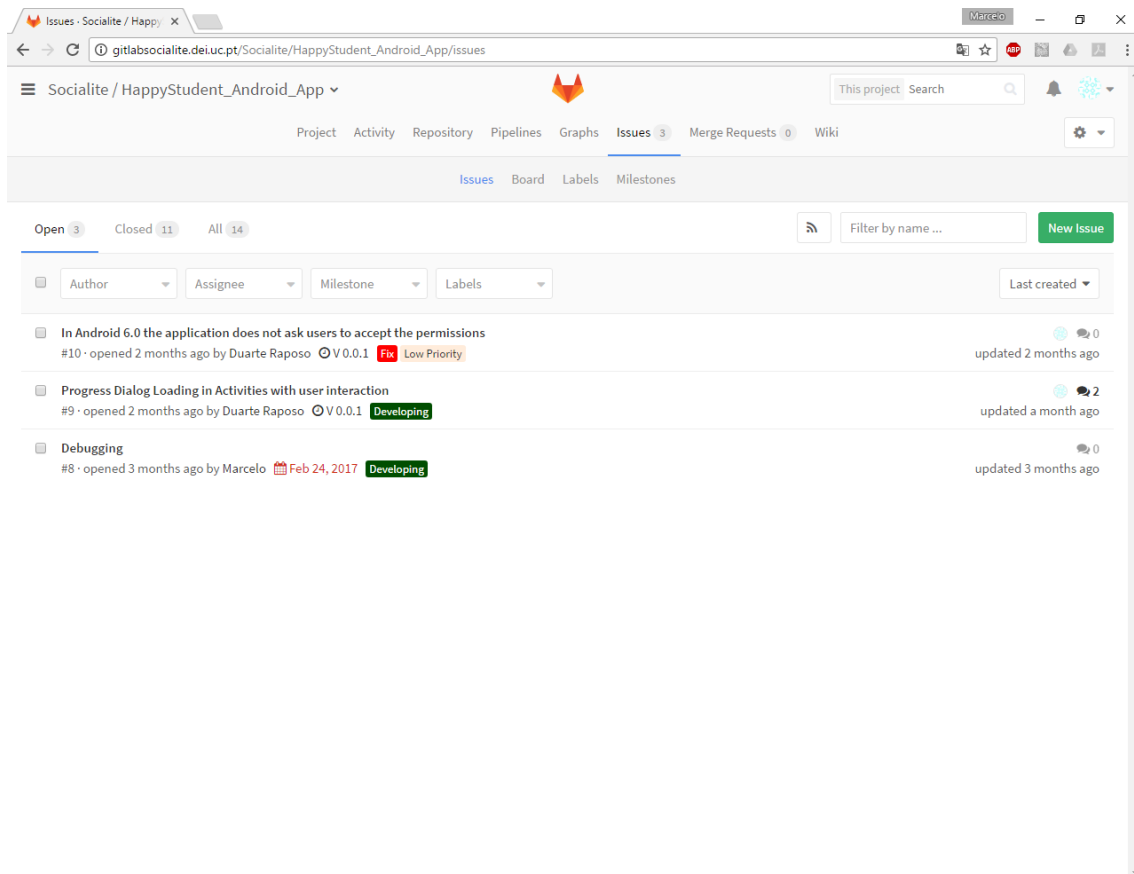 Issues · Socialite / Happy
Marcelo
gitlabsocialite.dei.uc.pt/Socialite/HappyStudent_Android_App/issues
ABP
Socialite / HappyStudent_Android_App
This project Search
Project Activity Repository Pipelines Graphs Issues 3 Merge Requests 0 Wiki
Issues Board Labels Milestones
Open 3 Closed 11 All 14
Filter by name ...
New Issue
Author Assignee Milestone Labels
Last created
In Android 6.0 the application does not ask users to accept the permissions
0
#10 · opened 2 months ago by Duarte Raposo V 0.0.1 Fix Low Priority
updated 2 months ago
Progress Dialog Loading in Activities with user interaction
2
#9 · opened 2 months ago by Duarte Raposo V 0.0.1 Developing
updated a month ago
Debugging
0
#8 · opened 3 months ago by Marcelo Feb 24, 2017 Developing
updated 3 months ago